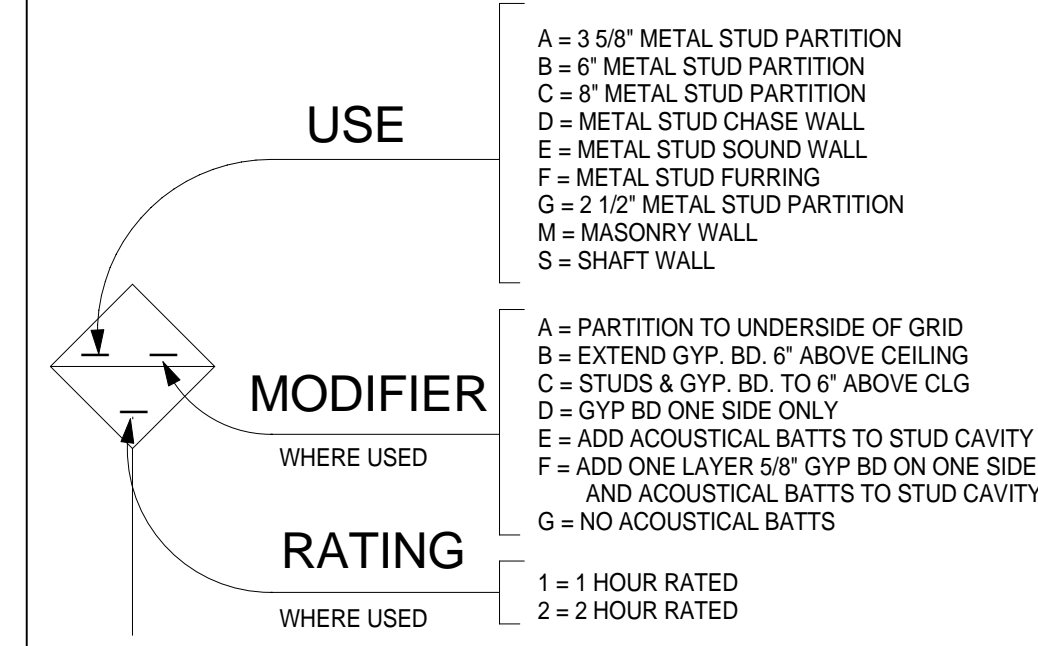 USE
A = 3 5/8" METAL STUD PARTITION
B = 6" METAL STUD PARTITION
C = 8" METAL STUD PARTITION
D = METAL STUD CHASE WALL
E = METAL STUD SOUND WALL
F = METAL STUD FURRING
G = 2 1/2" METAL STUD PARTITION
M = MASONRY WALL
S = SHAFT WALL
MODIFIER
WHERE USED
A = PARTITION TO UNDERSIDE OF GRID
B = EXTEND GYP. BD. 6" ABOVE CEILING
C = STUDS & GYP. BD. TO 6" ABOVE CLG
D = GYP BD ONE SIDE ONLY
E = ADD ACOUSTICAL BATTS TO STUD CAVITY
F = ADD ONE LAYER 5/8" GYP BD ON ONE SIDE
AND ACOUSTICAL BATTS TO STUD CAVITY
G = NO ACOUSTICAL BATTS
RATING
WHERE USED
1 = 1 HOUR RATED
2 = 2 HOUR RATED